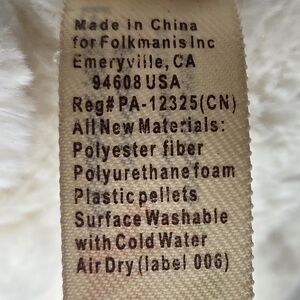 Made in China
for Folkmanis Inc
Emeryville, CA
94608 USA
Reg# PA-12325(CN)
All New Materials:
Polyester fiber
Polyurethane foam
Plastic pellets
Surface Washable
with Cold Water
Air Dry (label 006)